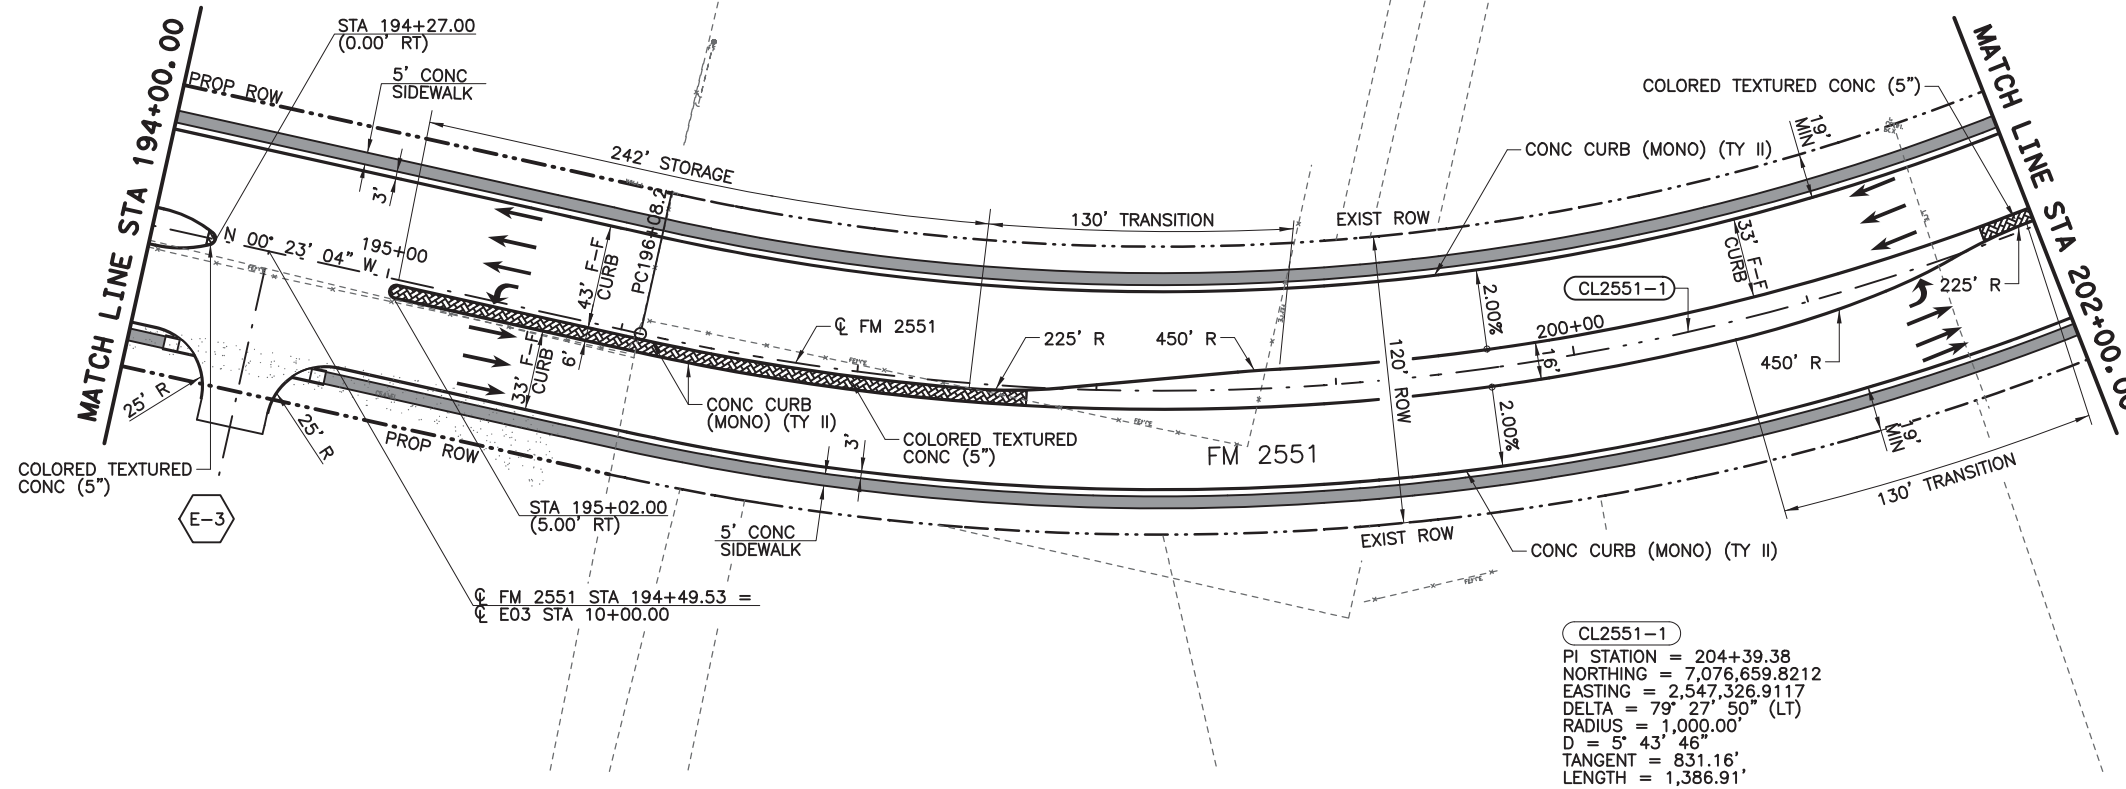 MATCH LINE STA 194+00.00
STA 194+27.00
(0.00' RT)
PROP ROW
5' CONC
SIDEWALK
3'
242' STORAGE
130' TRANSITION
EXIST ROW
COLORED TEXTURED CONC (5")
CONC CURB (MONO) (TY II)
19'
MIN
MATCH LINE STA 202+00.00
N 00° 23' 04" W
195+00
43' F-F
CURB
PC196+08.2
℄ FM 2551
225' R
450' R
2.00%
33' F-F
CURB
CL2551-1
200+00
16'
225' R
450' R
120' ROW
33' F-F
CURB
6'
CONC CURB
(MONO) (TY II)
COLORED TEXTURED
CONC (5")
3'
FM 2551
2.00%
19'
MIN
130' TRANSITION
25' R
25' R
PROP ROW
COLORED TEXTURED
CONC (5")
E-3
STA 195+02.00
(5.00' RT)
5' CONC
SIDEWALK
EXIST ROW
CONC CURB (MONO) (TY II)
℄ FM 2551 STA 194+49.53 =
℄ E03 STA 10+00.00
CL2551-1
PI STATION = 204+39.38
NORTHING = 7,076,659.8212
EASTING = 2,547,326.9117
DELTA = 79° 27' 50" (LT)
RADIUS = 1,000.00'
D = 5° 43' 46"
TANGENT = 831.16'
LENGTH = 1,386.91'